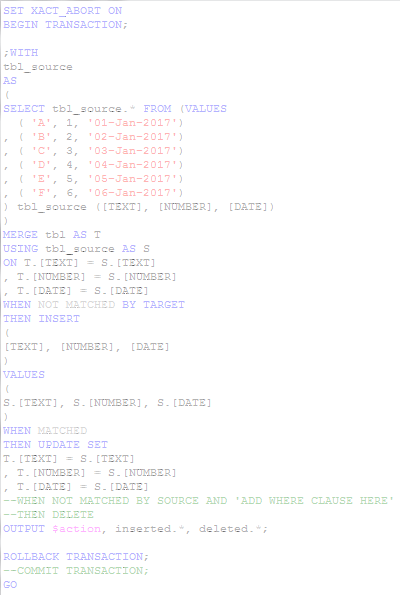 SET XACT_ABORT ON
BEGIN TRANSACTION;
;WITH
tbl_source
AS
(
SELECT tbl_source.* FROM (VALUES
  ( 'A', 1, '01-Jan-2017')
, ( 'B', 2, '02-Jan-2017')
, ( 'C', 3, '03-Jan-2017')
, ( 'D', 4, '04-Jan-2017')
, ( 'E', 5, '05-Jan-2017')
, ( 'F', 6, '06-Jan-2017')
) tbl_source ([TEXT], [NUMBER], [DATE])
)
MERGE tbl AS T
USING tbl_source AS S
ON T.[TEXT] = S.[TEXT]
, T.[NUMBER] = S.[NUMBER]
, T.[DATE] = S.[DATE]
WHEN NOT MATCHED BY TARGET
THEN INSERT
(
[TEXT], [NUMBER], [DATE]
)
VALUES
(
S.[TEXT], S.[NUMBER], S.[DATE]
)
WHEN MATCHED
THEN UPDATE SET
T.[TEXT] = S.[TEXT]
, T.[NUMBER] = S.[NUMBER]
, T.[DATE] = S.[DATE]
--WHEN NOT MATCHED BY SOURCE AND 'ADD WHERE CLAUSE HERE'
--THEN DELETE
OUTPUT $action, inserted.*, deleted.*;
ROLLBACK TRANSACTION;
--COMMIT TRANSACTION;
GO